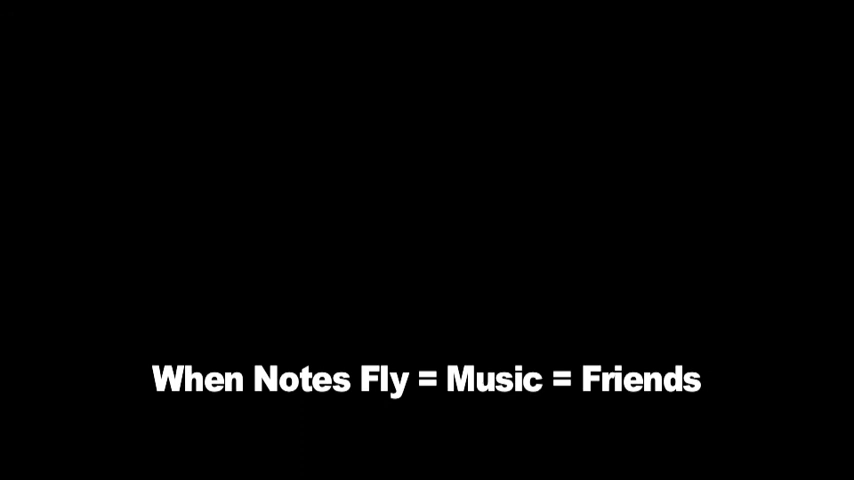 When Notes Fly = Music = Friends